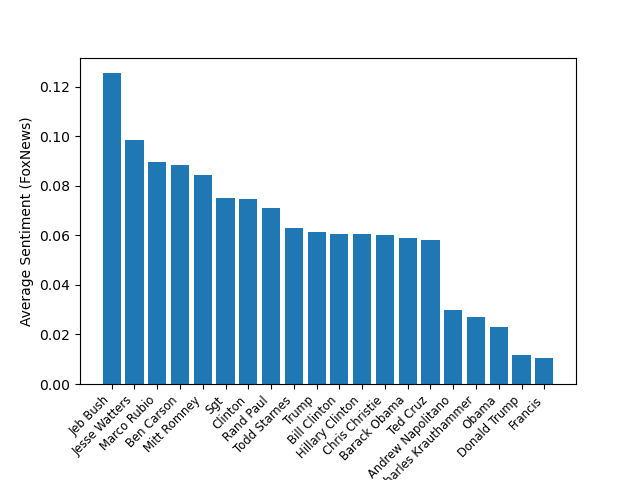 0.12
0.10
0.08
0.06
0.04
0.02
0.00
Average Sentiment (FoxNews)
Jeb Bush
Jesse Watters
Marco Rubio
Ben Carson
Mitt Romney
Sgt
Clinton
Rand Paul
Todd Starnes
Trump
Bill Clinton
Hillary Clinton
Chris Christie
Barack Obama
Ted Cruz
Andrew Napolitano
harles Krauthammer
Obama
Donald Trump
Francis